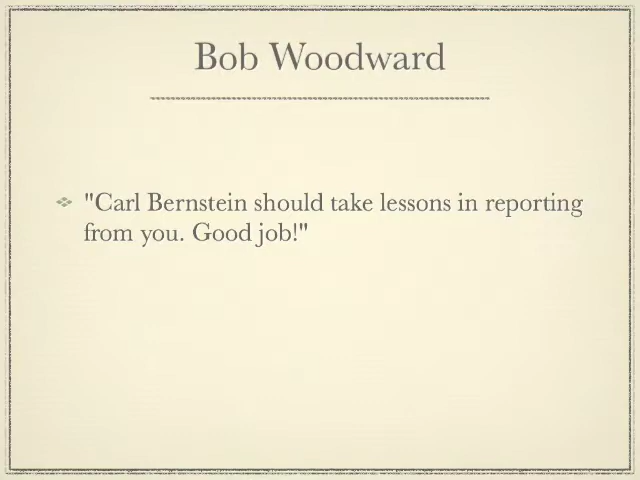 Bob Woodward
"Carl Bernstein should take lessons in reporting
from you. Good job!"